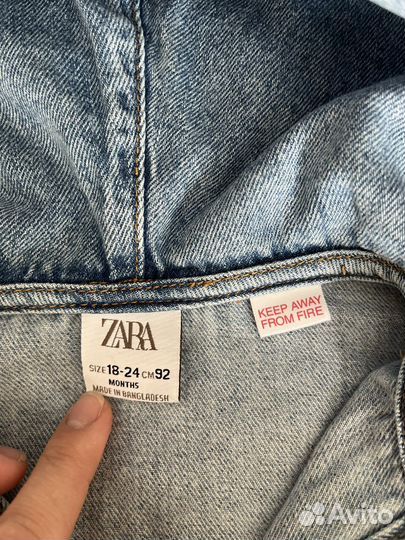 ZARA
SIZE 18-24 CM 92
MONTHS
MADE IN BANGLADESH
KEEP AWAY
FROM FIRE
Avito